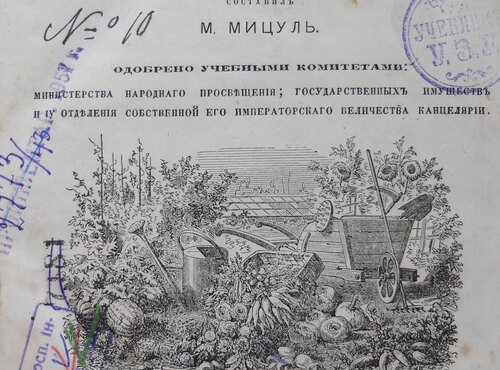 СОСТАВИЛЪ
№ 10
М. МИЦУЛЬ.
ОДОБРЕНО УЧЕБНЫМИ КОМИТЕТАМИ:
МИНИСТЕРСТВА НАРОДНАГО ПРОСВѢЩЕНІЯ; ГОСУДАРСТВЕННЫХЪ ИМУЩЕСТВЪ
И IV ОТДѢЛЕНІЯ СОБСТВЕННОЙ ЕГО ИМПЕРАТОРСКАГО ВЕЛИЧЕСТВА КАНЦЕЛЯРІИ.
УЧЕБН